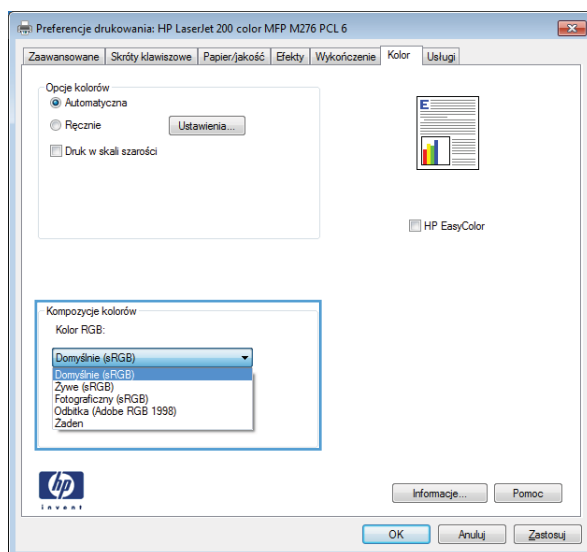 Preferencje drukowania: HP LaserJet 200 color MFP M276 PCL 6
Zaawansowane Skróty klawiszowe Papier/jakość Efekty Wykończenie Kolor Usługi
Opcje kolorów
Automatyczna
Ręcznie Ustawienia...
Druk w skali szarości
E
HP EasyColor
Kompozycje kolorów
Kolor RGB:
Domyślnie (sRGB)
Domyślnie (sRGB)
Żywe (sRGB)
Fotograficzny (sRGB)
Odbitka (Adobe RGB 1998)
Żaden
hp
invent
Informacje... Pomoc
OK Anuluj Zastosuj